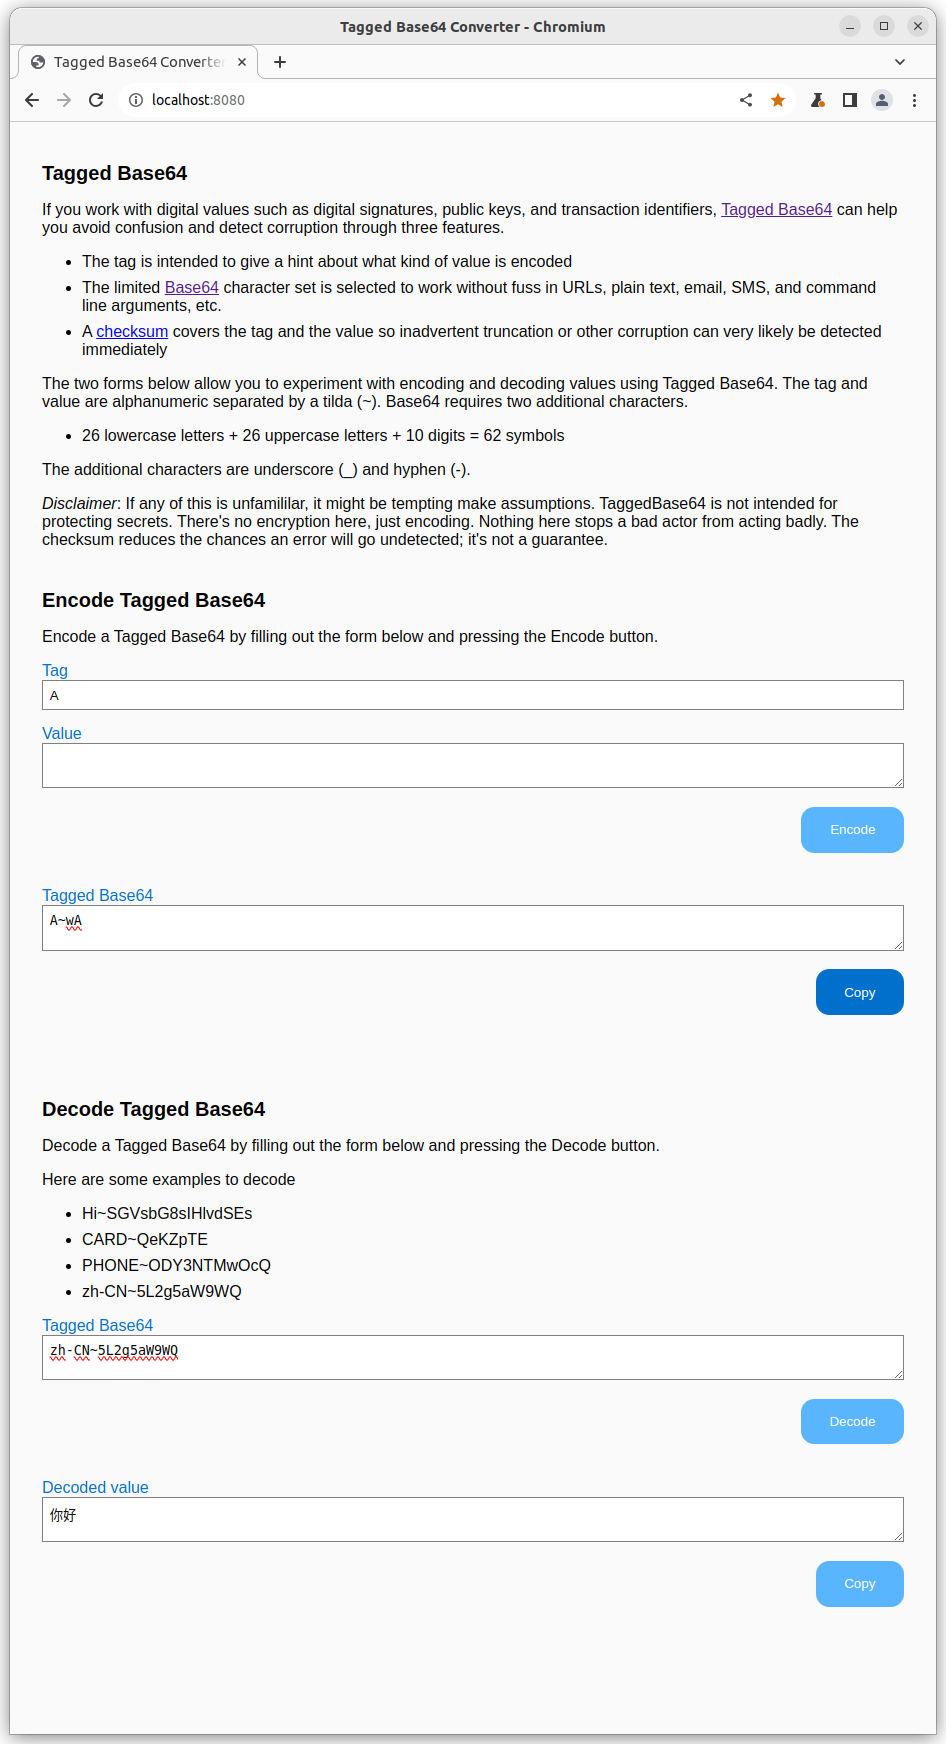 Tagged Base64 Converter - Chromium
Tagged Base64 Converter
localhost:8080
Tagged Base64
If you work with digital values such as digital signatures, public keys, and transaction identifiers, Tagged Base64 can help
you avoid confusion and detect corruption through three features.
• The tag is intended to give a hint about what kind of value is encoded
• The limited Base64 character set is selected to work without fuss in URLs, plain text, email, SMS, and command
line arguments, etc.
• A checksum covers the tag and the value so inadvertent truncation or other corruption can very likely be detected
immediately
The two forms below allow you to experiment with encoding and decoding values using Tagged Base64. The tag and
value are alphanumeric separated by a tilda (~). Base64 requires two additional characters.
• 26 lowercase letters + 26 uppercase letters + 10 digits = 62 symbols
The additional characters are underscore (_) and hyphen (-).
Disclaimer: If any of this is unfamililar, it might be tempting make assumptions. TaggedBase64 is not intended for
protecting secrets. There's no encryption here, just encoding. Nothing here stops a bad actor from acting badly. The
checksum reduces the chances an error will go undetected; it's not a guarantee.
Encode Tagged Base64
Encode a Tagged Base64 by filling out the form below and pressing the Encode button.
Tag
A
Value
Encode
Tagged Base64
A~wA
Copy
Decode Tagged Base64
Decode a Tagged Base64 by filling out the form below and pressing the Decode button.
Here are some examples to decode
• Hi~SGVsbG8sIHlvdSEs
• CARD~QeKZpTE
• PHONE~ODY3NTMwOcQ
• zh-CN~5L2g5aW9WQ
Tagged Base64
zh-CN~5L2g5aW9WQ
Decode
Decoded value
你好
Copy